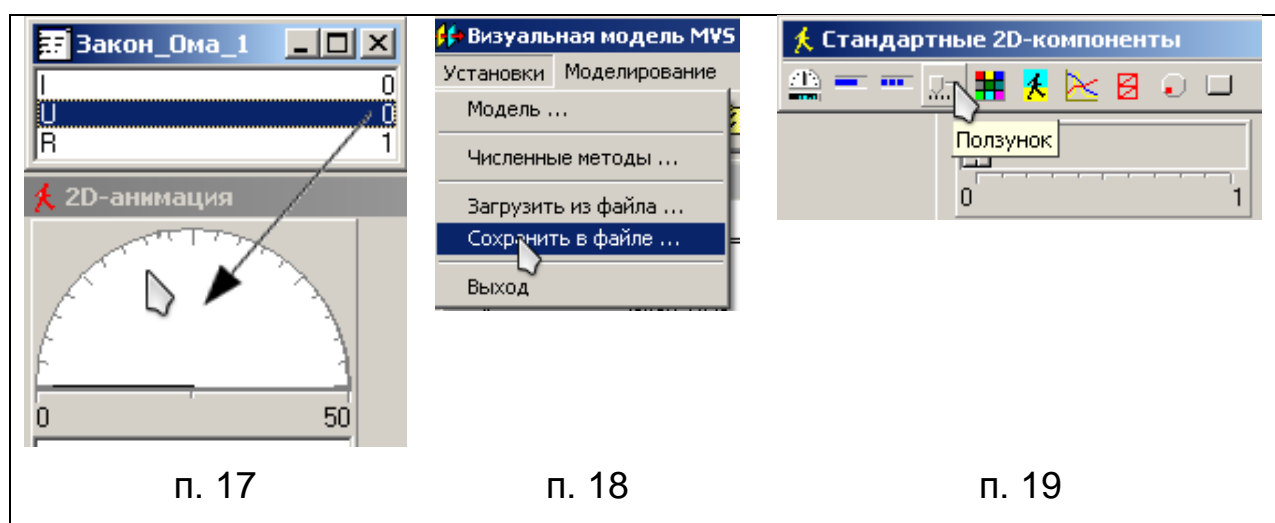 Закон_Ома_1
I 0
U 0
R 1
2D-анимация
0 50
п. 17
Визуальная модель MVS
Установки Моделирование
Модель ...
Численные методы ...
Загрузить из файла ...
Сохранить в файле ...
Выход
п. 18
Стандартные 2D-компоненты
Ползунок
0 1
п. 19